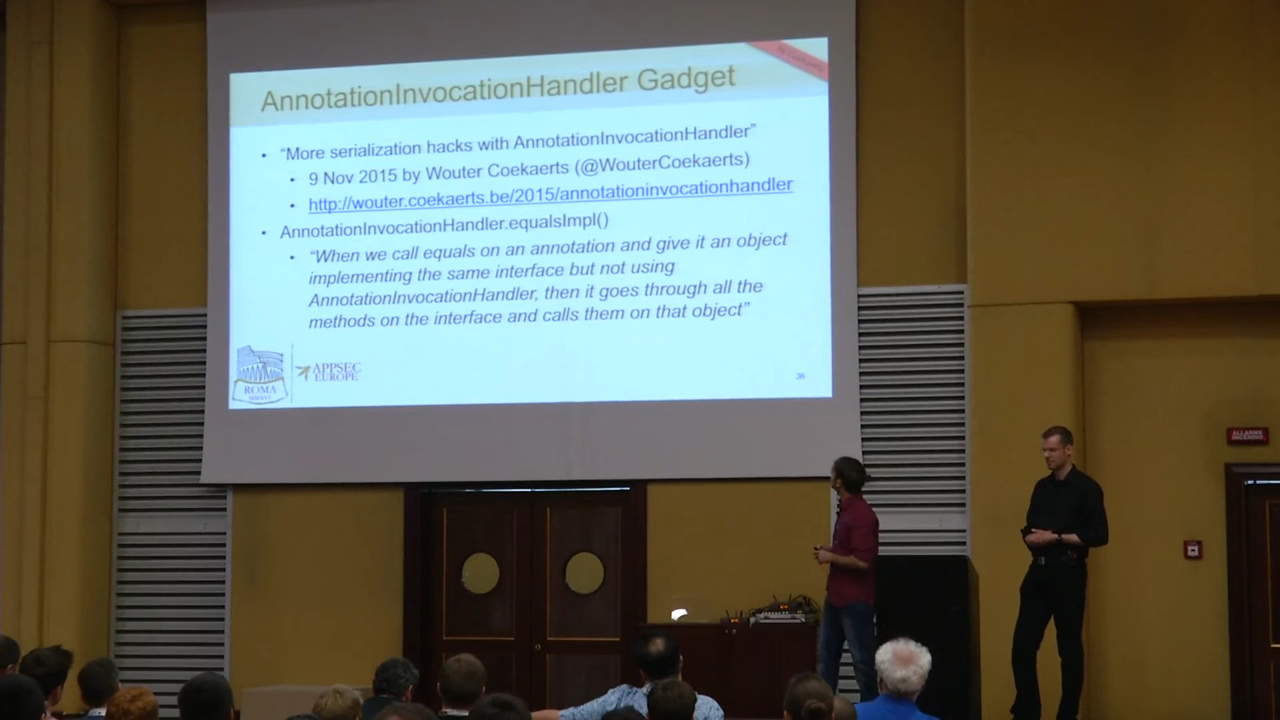 AnnotationInvocationHandler Gadget
• "More serialization hacks with AnnotationInvocationHandler"
• 9 Nov 2015 by Wouter Coekaerts (@WouterCoekaerts)
• http://wouter.coekaerts.be/2015/annotationinvocationhandler
• AnnotationInvocationHandler.equalsImpl()
• "When we call equals on an annotation and give it an object
implementing the same interface but not using
AnnotationInvocationHandler, then it goes through all the
methods on the interface and calls them on that object"
ROMA
APPSEC
EUROPE
36
ALLARME
INCENDIO